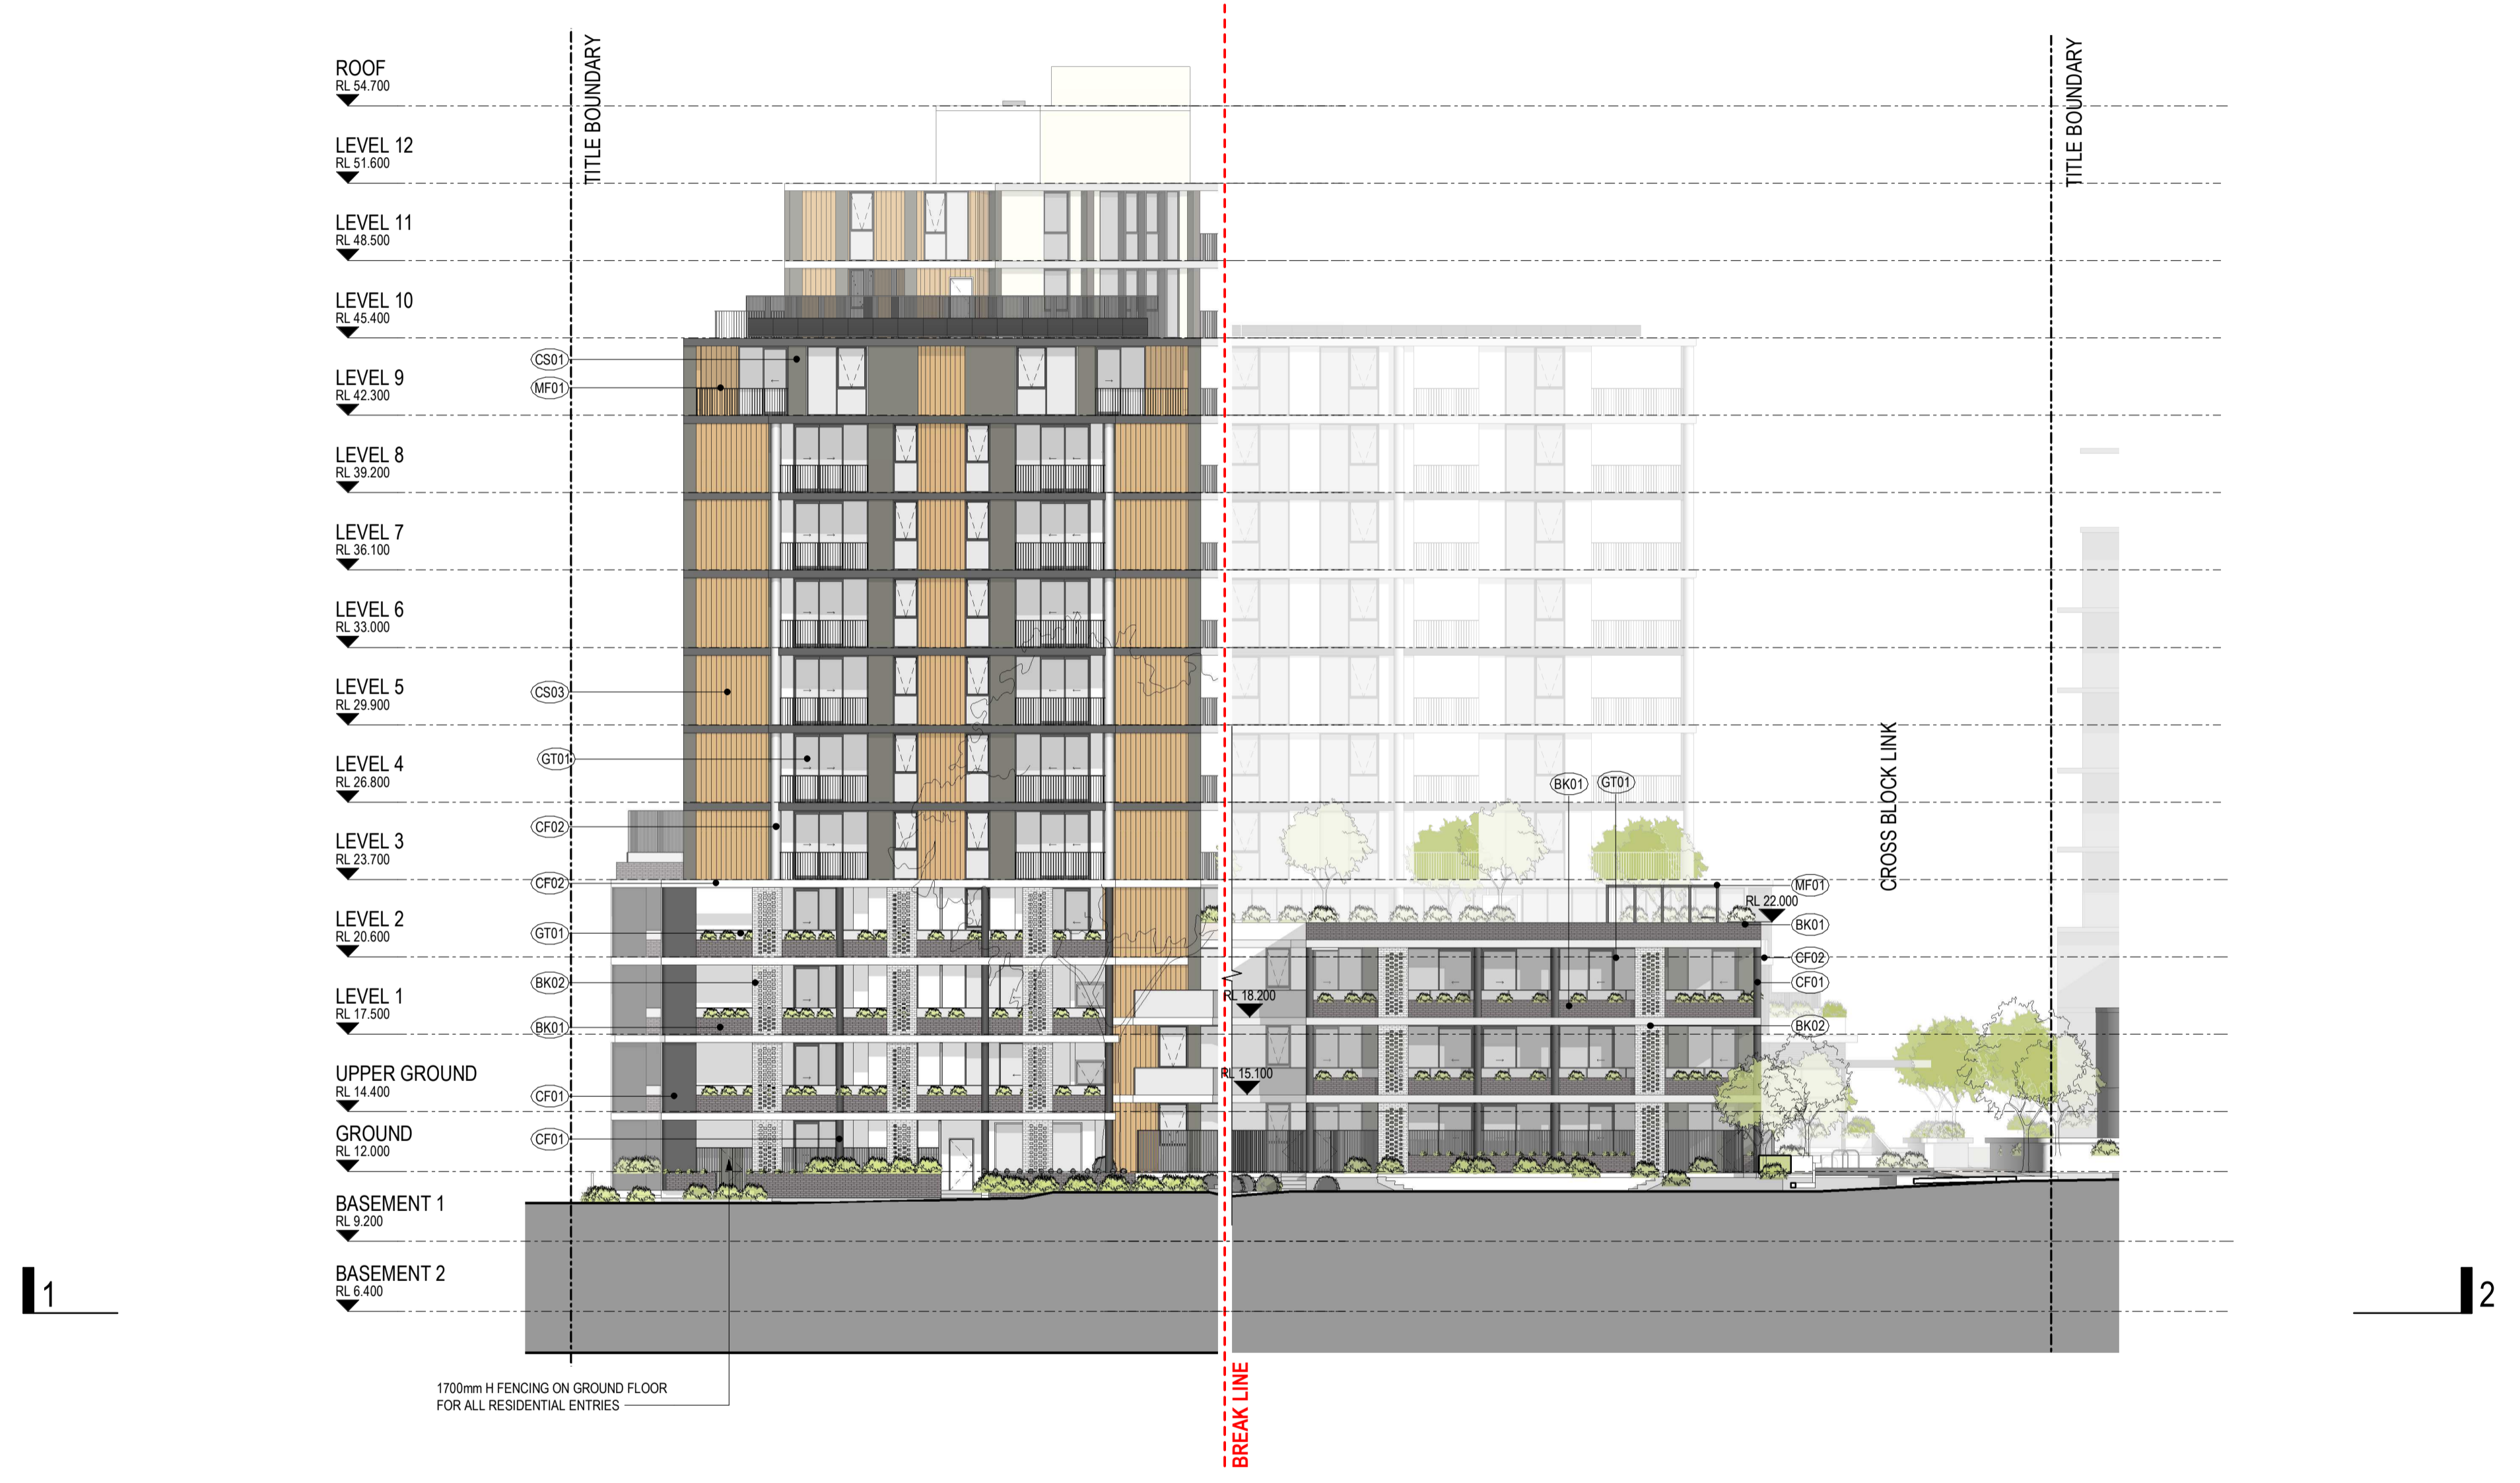 ROOF
RL 54.700
LEVEL 12
RL 51.600
LEVEL 11
RL 48.500
LEVEL 10
RL 45.400
LEVEL 9
RL 42.300
LEVEL 8
RL 39.200
LEVEL 7
RL 36.100
LEVEL 6
RL 33.000
LEVEL 5
RL 29.900
LEVEL 4
RL 26.800
LEVEL 3
RL 23.700
LEVEL 2
RL 20.600
LEVEL 1
RL 17.500
UPPER GROUND
RL 14.400
GROUND
RL 12.000
BASEMENT 1
RL 9.200
BASEMENT 2
RL 6.400
1
TITLE BOUNDARY
CS01
MF01
CS03
GT01
CF02
CF02
GT01
BK02
BK01
CF01
CF01
1700mm H FENCING ON GROUND FLOOR
FOR ALL RESIDENTIAL ENTRIES
BREAK LINE
RL 18.200
RL 15.100
BK01
GT01
MF01
RL 22.000
BK01
CF02
CF01
BK02
CROSS BLOCK LINK
TITLE BOUNDARY
2